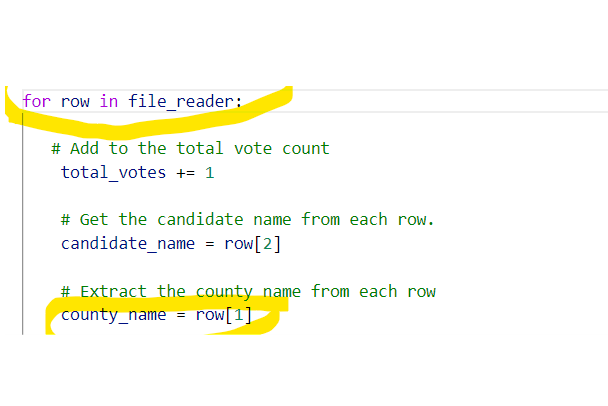 for row in file_reader:
# Add to the total vote count
total_votes += 1
# Get the candidate name from each row.
candidate_name = row[2]
# Extract the county name from each row
county_name = row[1]